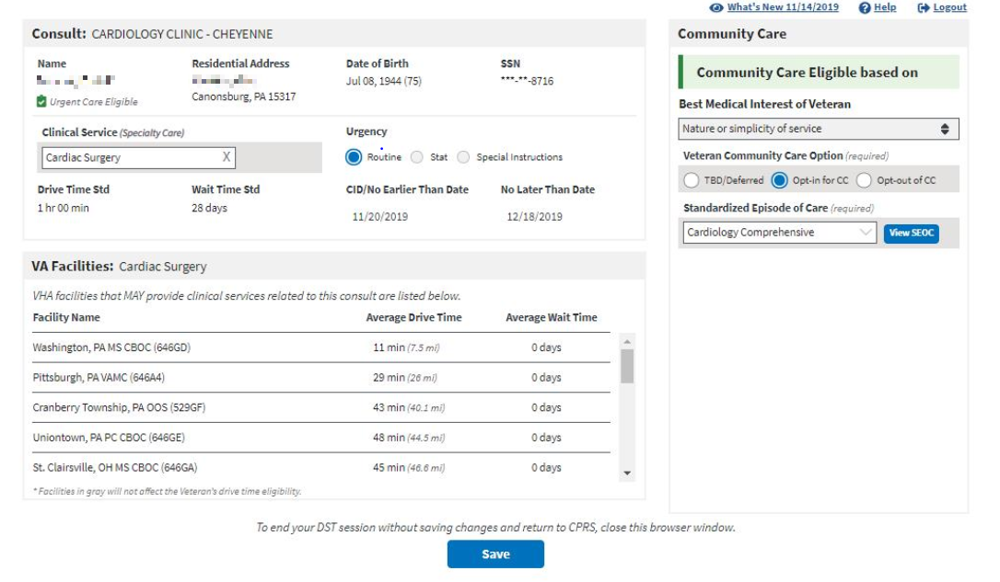 What's New 11/14/2019 Help Logout
Consult: CARDIOLOGY CLINIC - CHEYENNE
Name Residential Address Date of Birth SSN
Jul 08, 1944 (75) ***-**-8716
Urgent Care Eligible Canonsburg, PA 15317
Clinical Service (Specialty Care) Urgency
Cardiac Surgery X Routine Stat Special Instructions
Drive Time Std Wait Time Std CID/No Earlier Than Date No Later Than Date
1 hr 00 min 28 days 11/20/2019 12/18/2019
VA Facilities: Cardiac Surgery
VHA facilities that MAY provide clinical services related to this consult are listed below.
Facility Name Average Drive Time Average Wait Time
Washington, PA MS CBOC (646GD) 11 min (7.5 mi) 0 days
Pittsburgh, PA VAMC (646A4) 29 min (26 mi) 0 days
Cranberry Township, PA OOS (529GF) 43 min (40.1 mi) 0 days
Uniontown, PA PC CBOC (646GE) 48 min (44.5 mi) 0 days
St. Clairsville, OH MS CBOC (646GA) 45 min (46.6 mi) 0 days
* Facilities in gray will not affect the Veteran's drive time eligibility.
Community Care
Community Care Eligible based on
Best Medical Interest of Veteran
Nature or simplicity of service
Veteran Community Care Option (required)
TBD/Deferred Opt-in for CC Opt-out of CC
Standardized Episode of Care (required)
Cardiology Comprehensive View SEOC
To end your DST session without saving changes and return to CPRS, close this browser window.
Save